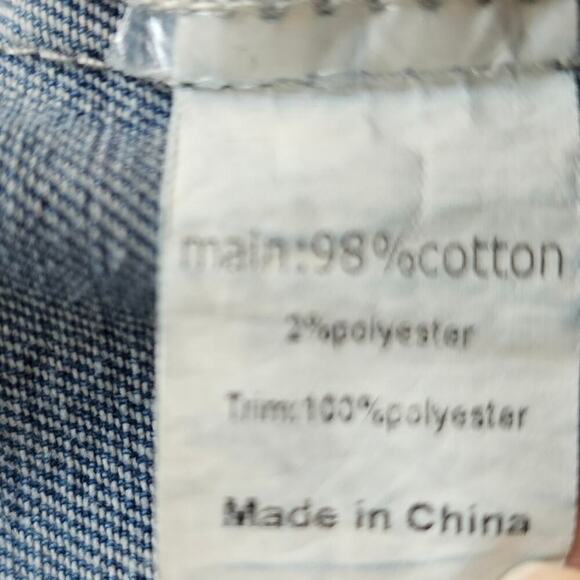 main:98%cotton
2%polyester
Trim:100%polyester
Made in China